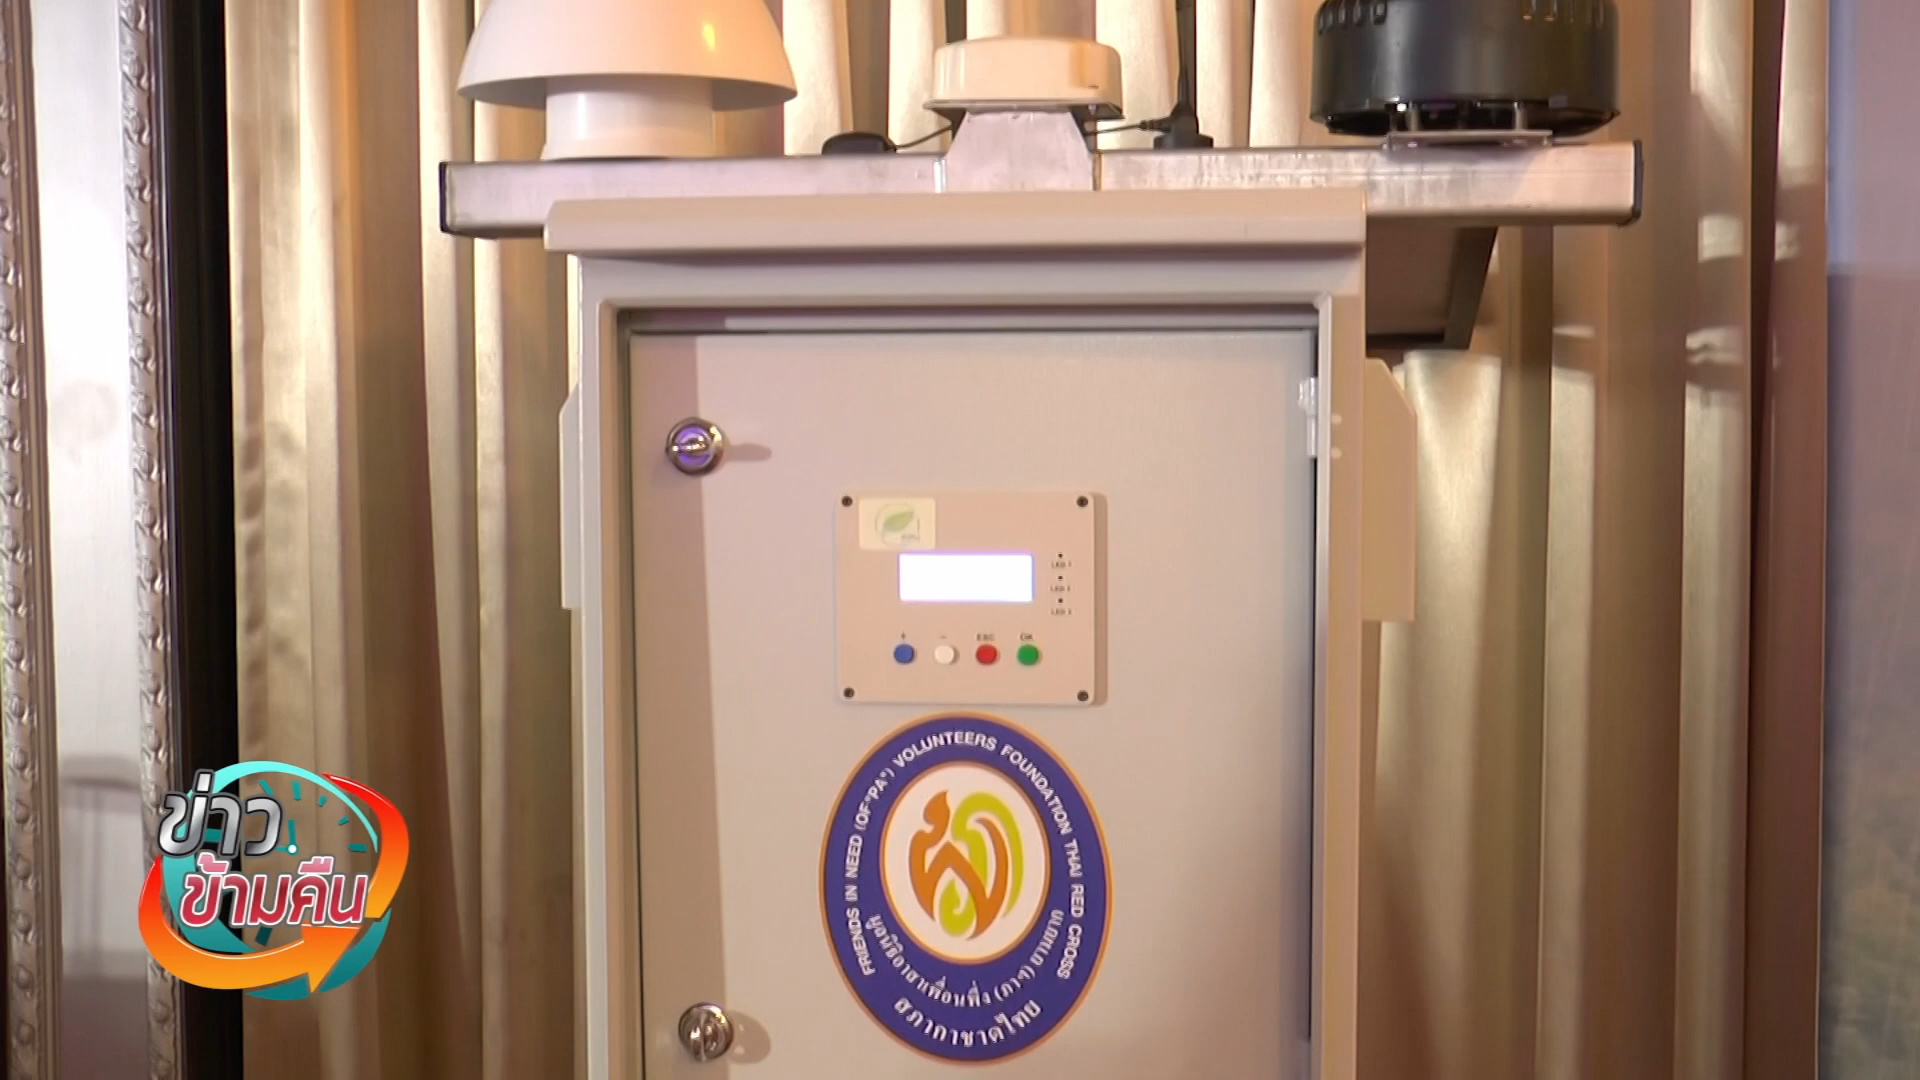 + - ESC OK
FRIENDS (IN NEED (OF "PA") VOLUNTEERS FOUNDATION THAI RED CROSS
มูลนิธิอาสาเพื่อนพึ่ง (ภาฯ) ยามยาก
สภากาชาดไทย
ข่าว
ข้ามคืน